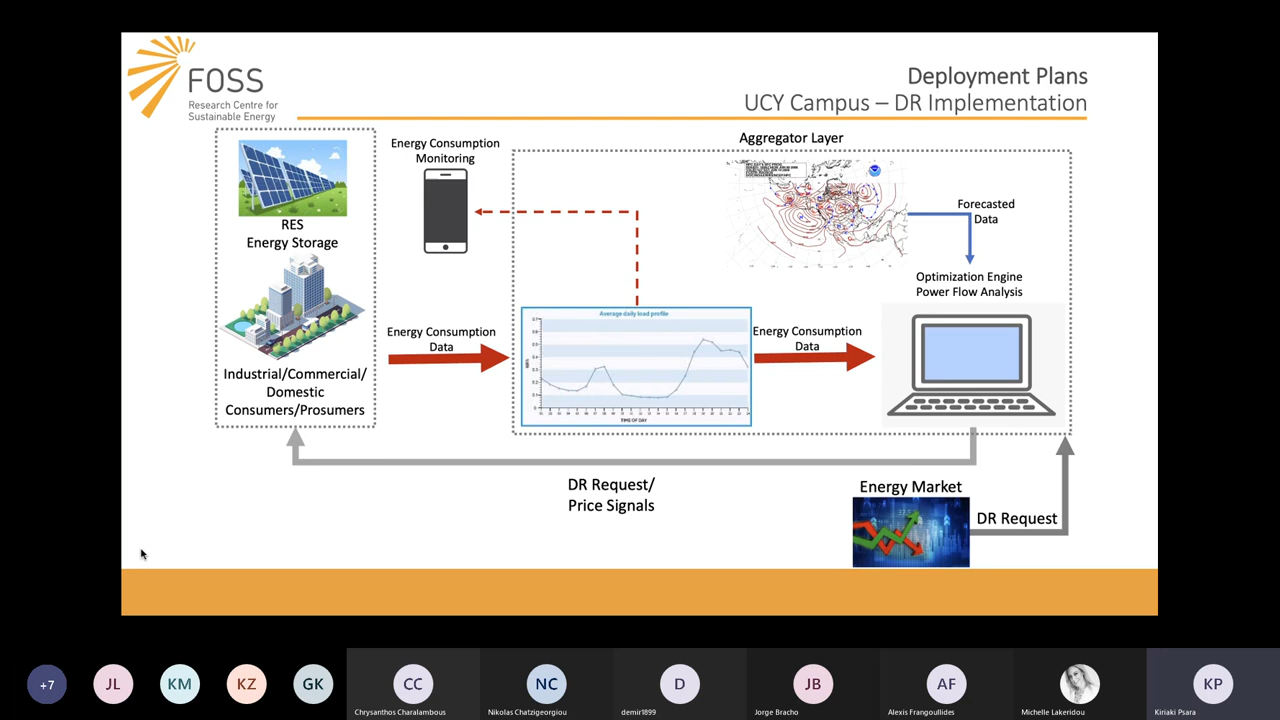 FOSS
Research Centre for
Sustainable Energy
Deployment Plans
UCY Campus – DR Implementation
RES
Energy Storage
Industrial/Commercial/
Domestic
Consumers/Prosumers
Energy Consumption
Monitoring
Aggregator Layer
Forecasted
Data
Optimization Engine
Power Flow Analysis
Energy Consumption
Data
Average daily load profile
TIME OF DAY
Energy Consumption
Data
DR Request/
Price Signals
Energy Market
DR Request
+7
JL
KM
KZ
GK
CC
Chrysanthos Charalambous
NC
Nikolas Chatzigeorgiou
D
demir1899
JB
Jorge Bracho
AF
Alexis Frangoullides
Michelle Lakeridou
KP
Kiriaki Psara